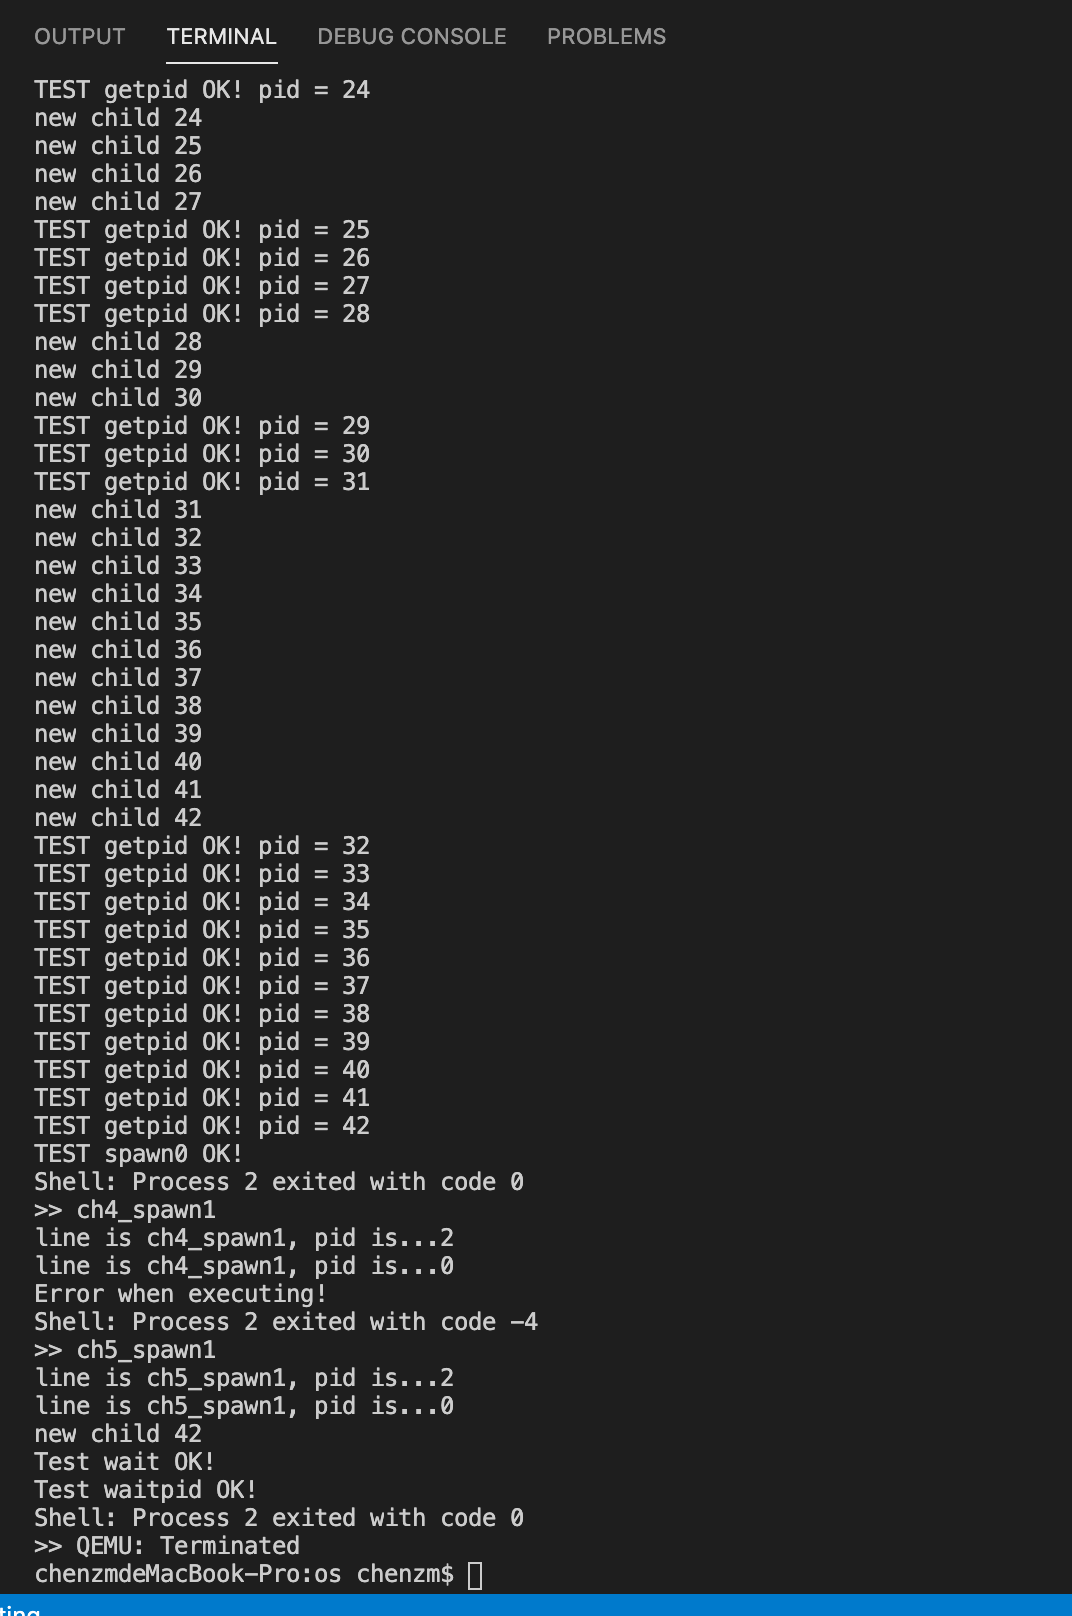 OUTPUT TERMINAL DEBUG CONSOLE PROBLEMS
TEST getpid OK! pid = 24
new child 24
new child 25
new child 26
new child 27
TEST getpid OK! pid = 25
TEST getpid OK! pid = 26
TEST getpid OK! pid = 27
TEST getpid OK! pid = 28
new child 28
new child 29
new child 30
TEST getpid OK! pid = 29
TEST getpid OK! pid = 30
TEST getpid OK! pid = 31
new child 31
new child 32
new child 33
new child 34
new child 35
new child 36
new child 37
new child 38
new child 39
new child 40
new child 41
new child 42
TEST getpid OK! pid = 32
TEST getpid OK! pid = 33
TEST getpid OK! pid = 34
TEST getpid OK! pid = 35
TEST getpid OK! pid = 36
TEST getpid OK! pid = 37
TEST getpid OK! pid = 38
TEST getpid OK! pid = 39
TEST getpid OK! pid = 40
TEST getpid OK! pid = 41
TEST getpid OK! pid = 42
TEST spawn0 OK!
Shell: Process 2 exited with code 0
>> ch4_spawn1
line is ch4_spawn1, pid is...2
line is ch4_spawn1, pid is...0
Error when executing!
Shell: Process 2 exited with code -4
>> ch5_spawn1
line is ch5_spawn1, pid is...2
line is ch5_spawn1, pid is...0
new child 42
Test wait OK!
Test waitpid OK!
Shell: Process 2 exited with code 0
>> QEMU: Terminated
chenzmdeMacBook-Pro:os chenzm$